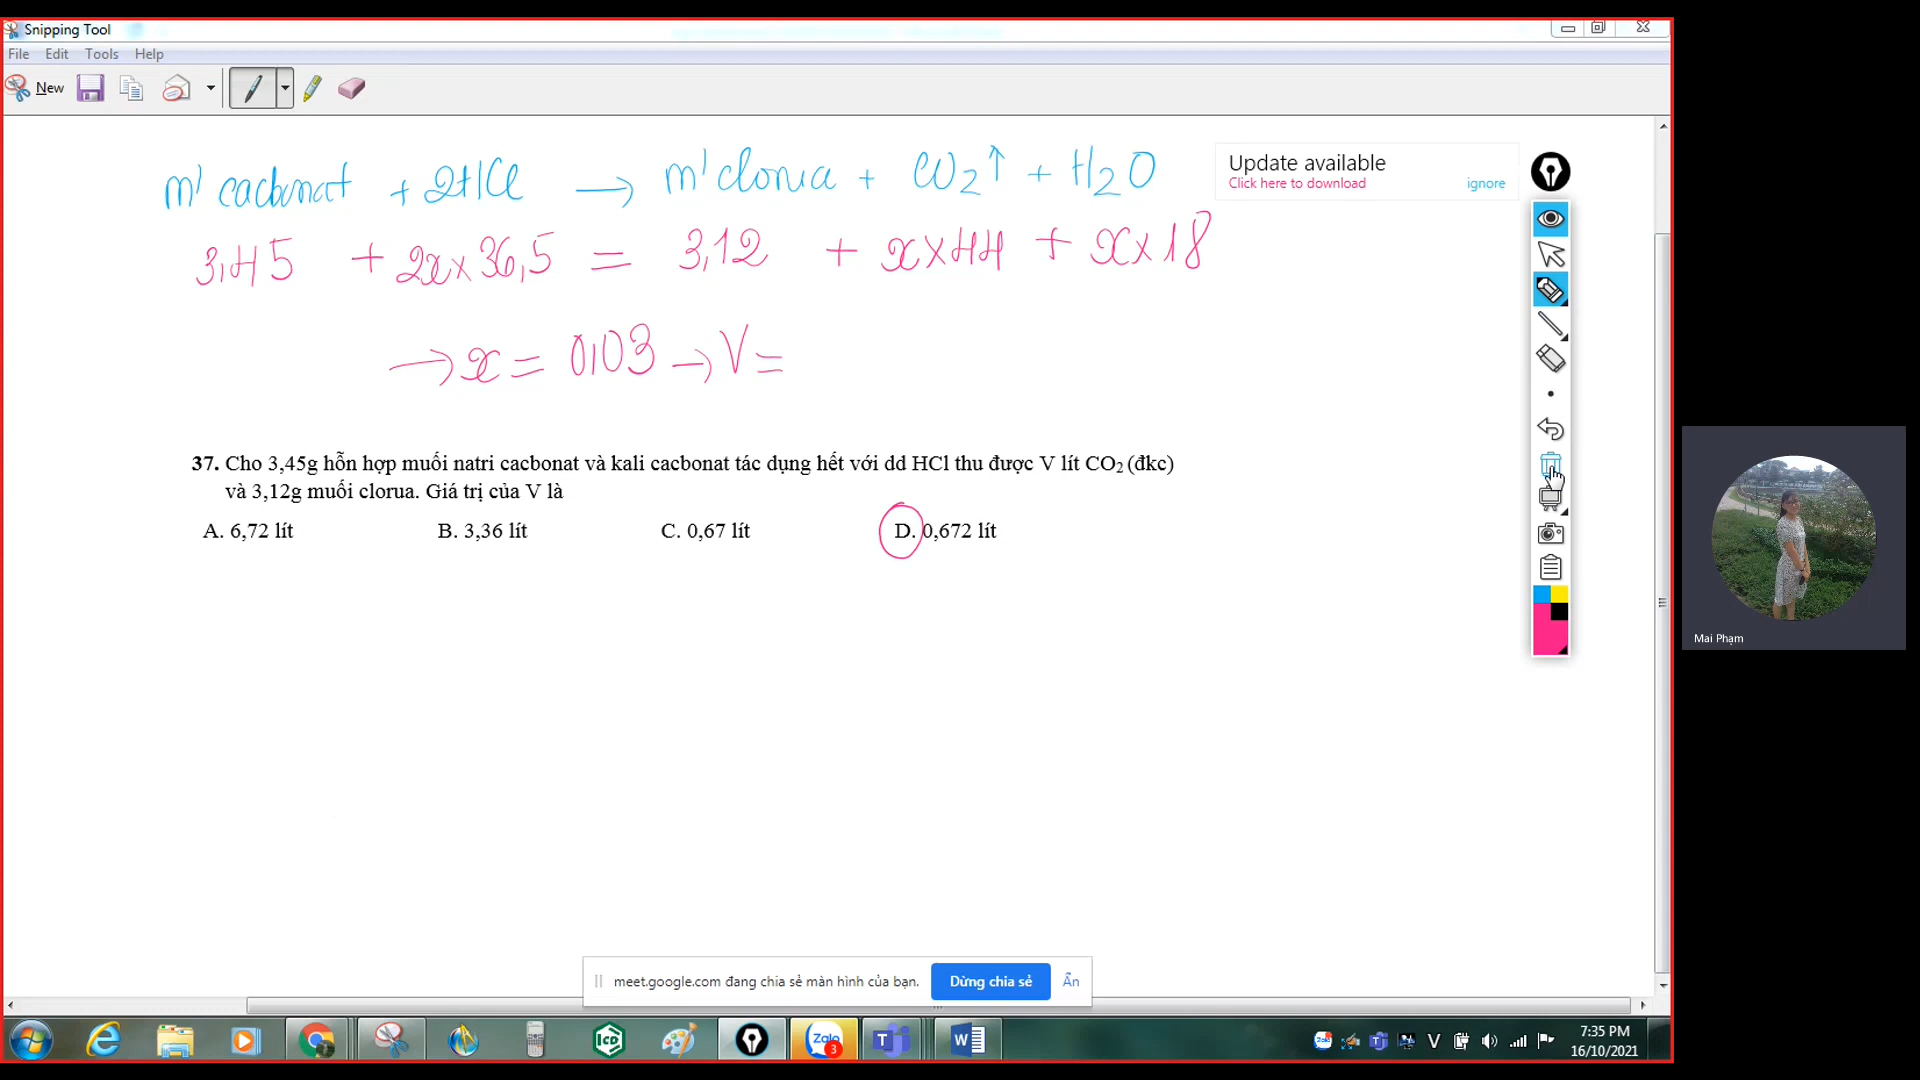 Snipping Tool
File Edit Tools Help
New
m' cacbonat + 2HCl → m' clorua + CO2↑ + H2O
3,45 + 2x×36,5 = 3,12 + x×44 + x×18
→ x = 0,03 → V =
Update available
Click here to download ignore
37. Cho 3,45g hỗn hợp muối natri cacbonat và kali cacbonat tác dụng hết với dd HCl thu được V lít CO2 (đkc)
và 3,12g muối clorua. Giá trị của V là
A. 6,72 lít B. 3,36 lít C. 0,67 lít D. 0,672 lít
Mai Phạm
meet.google.com đang chia sẻ màn hình của bạn. Dừng chia sẻ Ẩn
ICD
Zalo
3
V
7:35 PM
16/10/2021